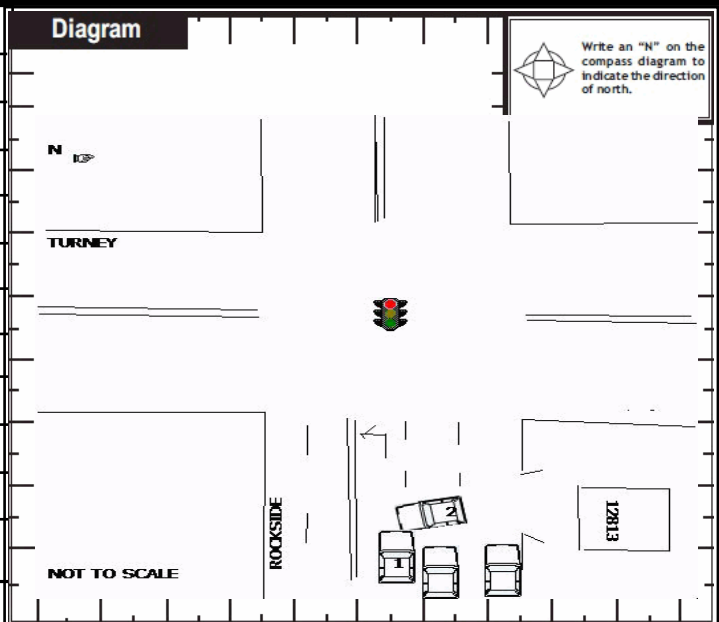 Diagram
Write an "N" on the
compass diagram to
indicate the direction
of north.
N
TURNEY
ROCKSIDE
2
1
12813
NOT TO SCALE